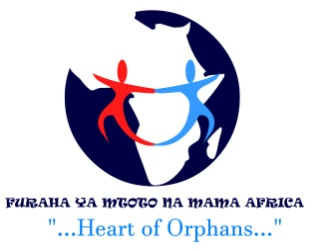 FURAHA YA MTOTO NA MAMA AFRICA
"...Heart of Orphans..."